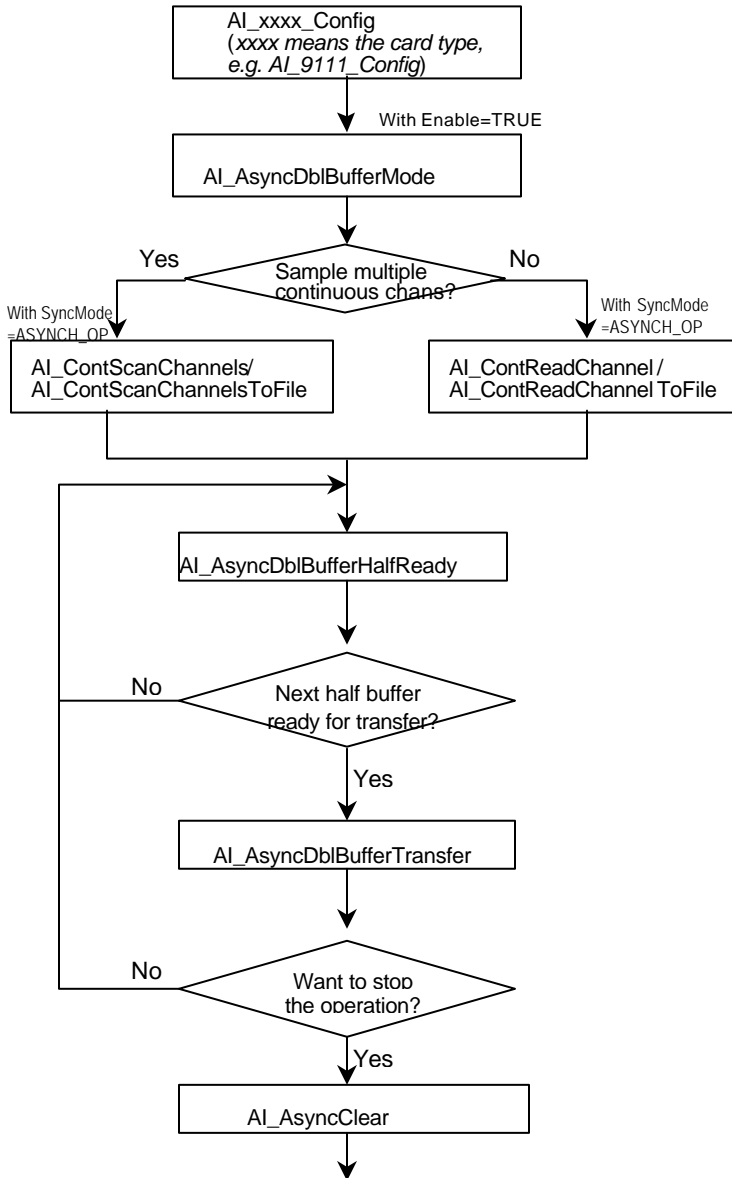 AI_xxxx_Config
(xxxx means the card type,
e.g. AI_9111_Config)
With Enable=TRUE
AI_AsyncDblBufferMode
Yes
No
Sample multiple
continuous chans?
With SyncMode
=ASYNCH_OP
With SyncMode
=ASYNCH_OP
AI_ContScanChannels/
AI_ContScanChannelsToFile
AI_ContReadChannel /
AI_ContReadChannel ToFile
AI_AsyncDblBufferHalfReady
No
Next half buffer
ready for transfer?
Yes
AI_AsyncDblBufferTransfer
No
Want to stop
the operation?
Yes
AI_AsyncClear